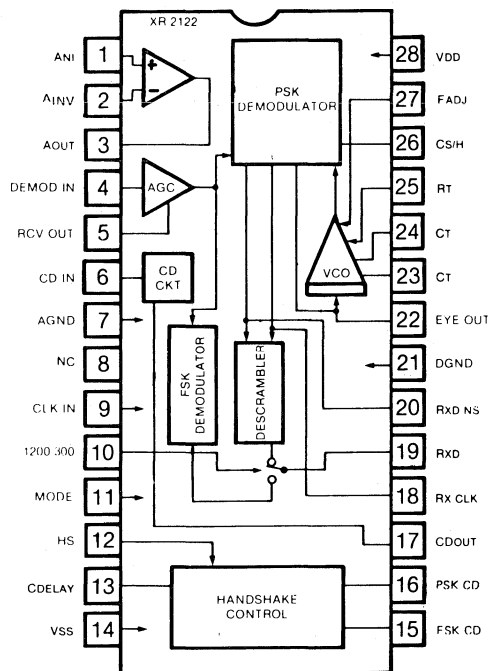 XR 2122
ANI 1
AINV 2
AOUT 3
DEMOD IN 4
RCV OUT 5
CD IN 6
AGND 7
NC 8
CLK IN 9
1200 300 10
MODE 11
HS 12
CDELAY 13
VSS 14
28 VDD
27 FADJ
26 CS/H
25 RT
24 CT
23 CT
22 EYE OUT
21 DGND
20 RXD NS
19 RXD
18 RX CLK
17 CDOUT
16 PSK CD
15 FSK CD
+
−
PSK
DEMODULATOR
AGC
VCO
CD
CKT
FSK
DEMODULATOR
DESCRAMBLER
HANDSHAKE
CONTROL